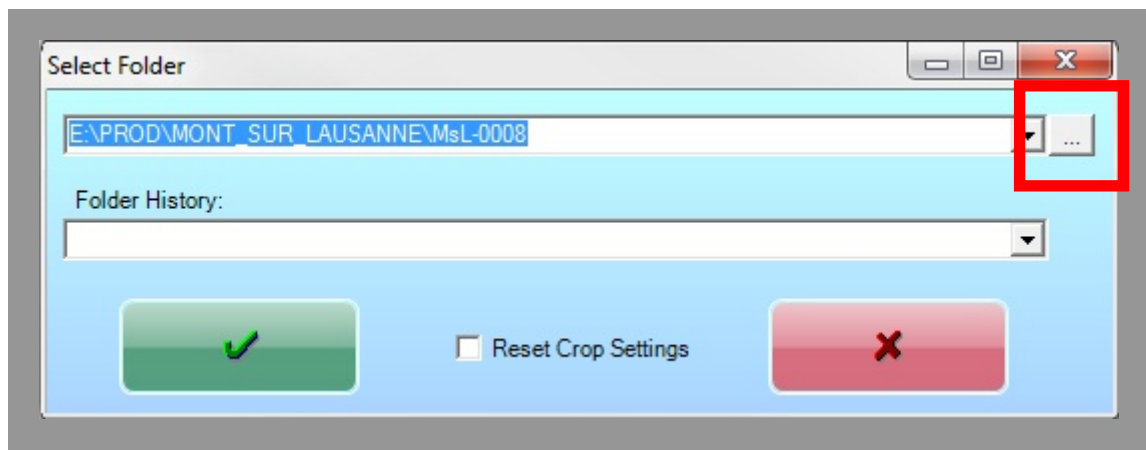 Select Folder
E:\PROD\MONT_SUR_LAUSANNE\MsL-0008
...
Folder History:
Reset Crop Settings